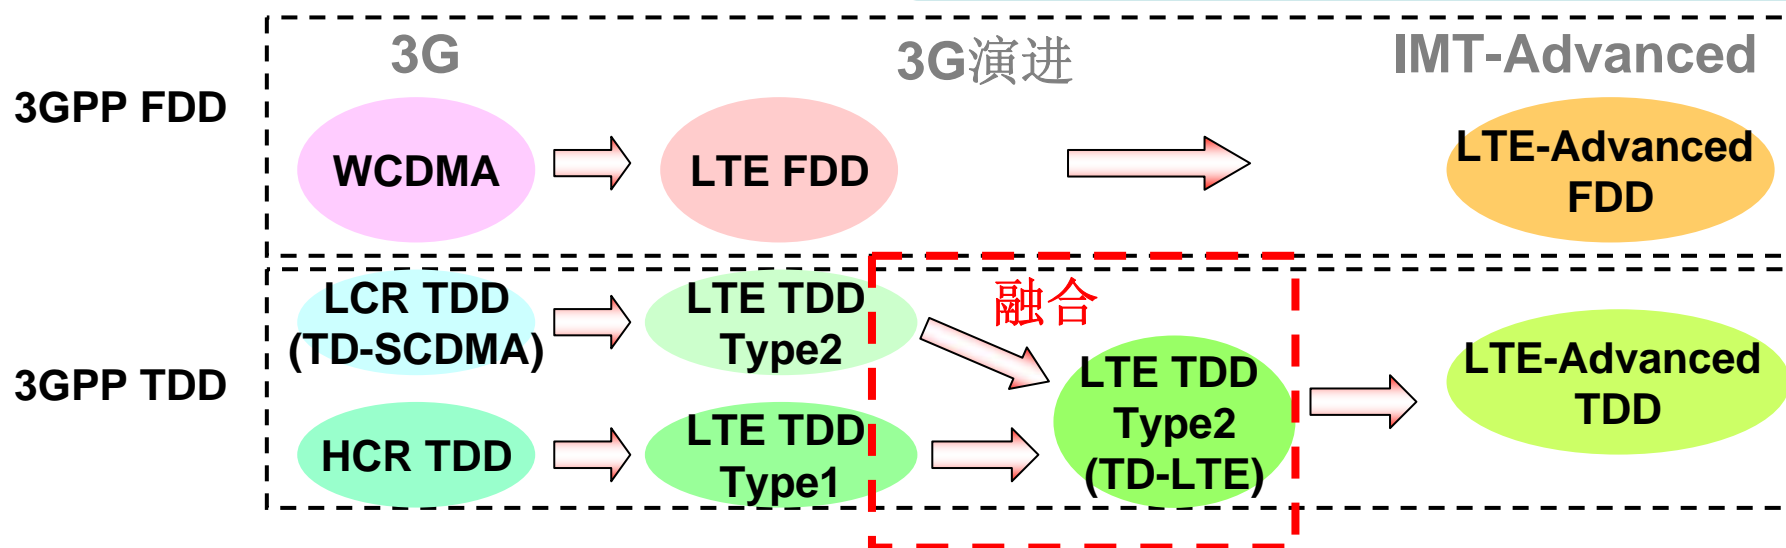 3G
3G演进
IMT-Advanced
3GPP FDD
WCDMA
LTE FDD
LTE-Advanced
FDD
3GPP TDD
LCR TDD
(TD-SCDMA)
LTE TDD
Type2
融合
HCR TDD
LTE TDD
Type1
LTE TDD
Type2
(TD-LTE)
LTE-Advanced
TDD